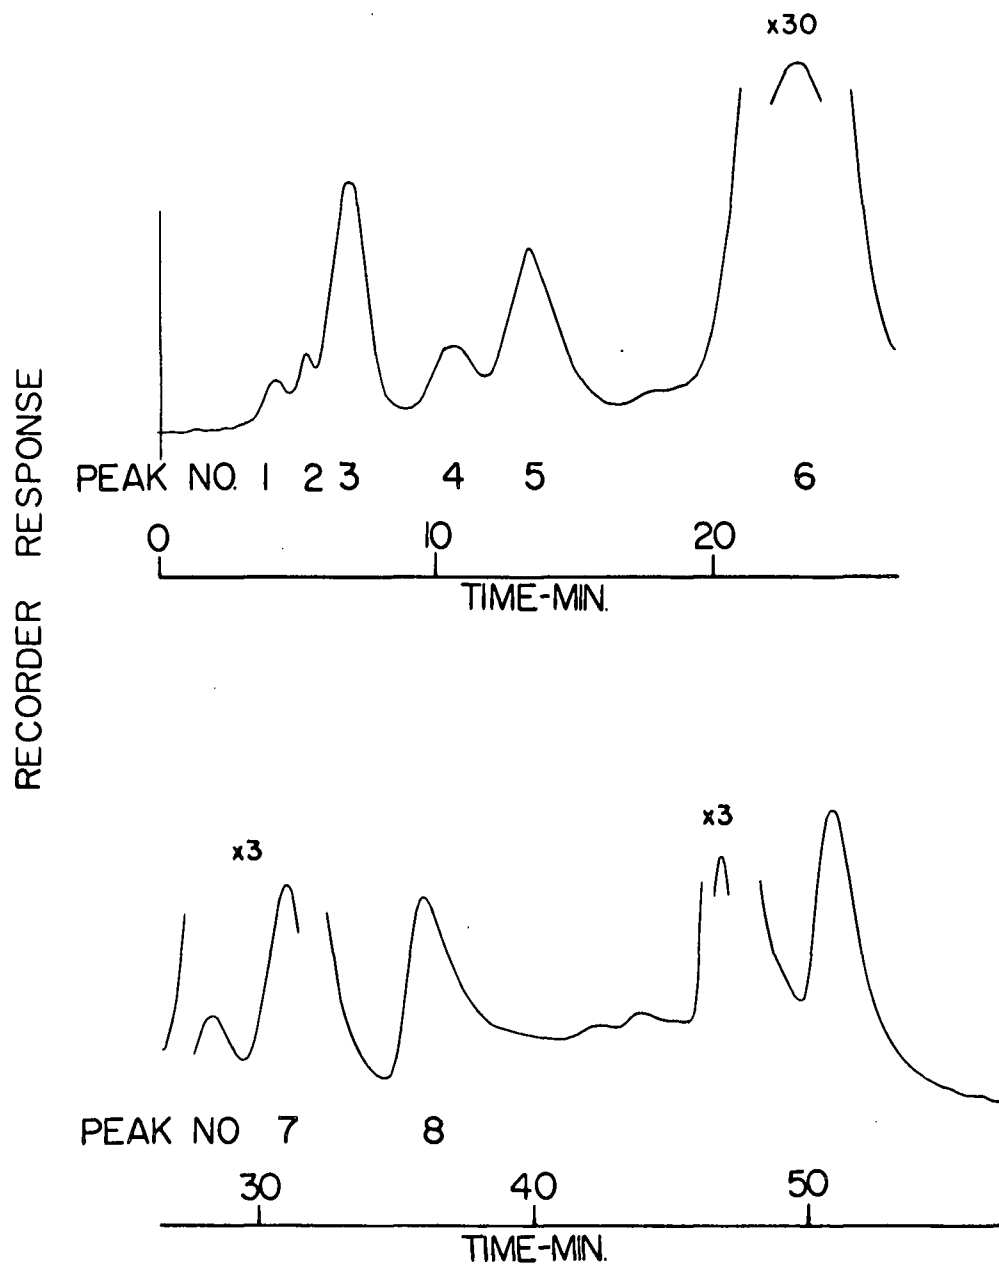 x30
RECORDER RESPONSE
PEAK NO. 1 2 3 4 5 6
0 10 20
TIME-MIN.
x3
x3
PEAK NO 7 8
30 40 50
TIME-MIN.